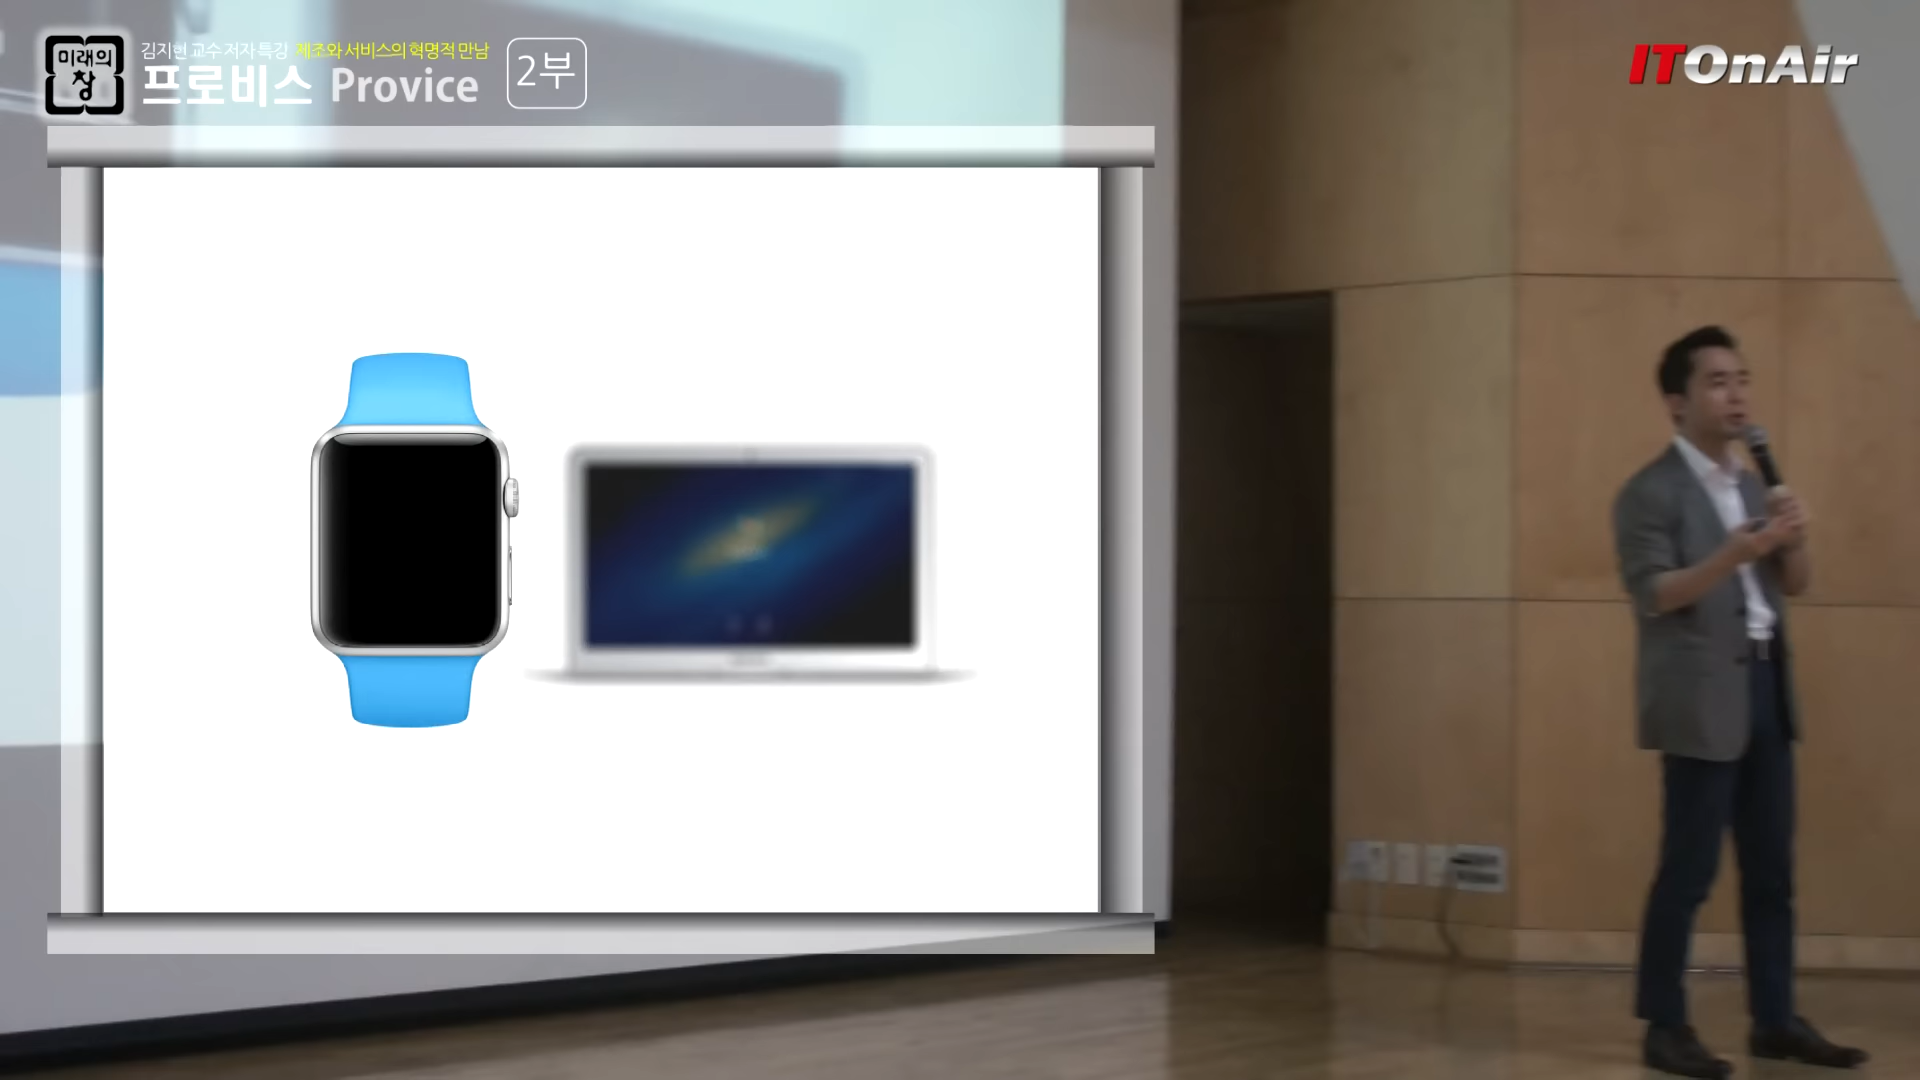 미래의
창
김지현 교수 저자 특강 제조와 서비스의 혁명적 만남
프로비스 Provice
2부
ITOnAir